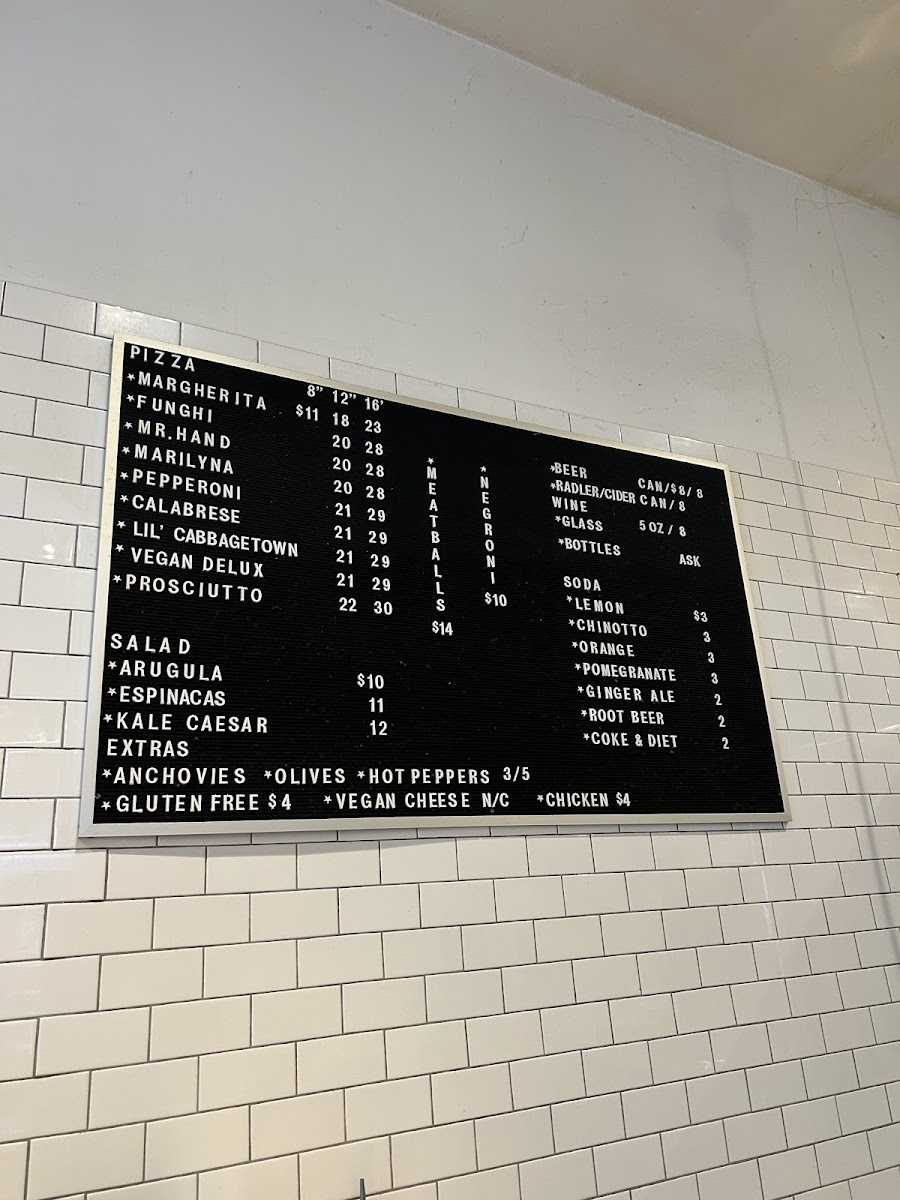 PIZZA 8" 12" 16'
*MARGHERITA $11 18 23
*FUNGHI 20 28
*MR.HAND 20 28
*MARILYNA 20 28
*PEPPERONI 21 29
*CALABRESE 21 29
* LIL' CABBAGETOWN 21 29
* VEGAN DELUX 21 29
*PROSCIUTTO 22 30
SALAD
*ARUGULA $10
*ESPINACAS 11
*KALE CAESAR 12
EXTRAS
*ANCHOVIES *OLIVES *HOT PEPPERS 3/5
*GLUTEN FREE $4 *VEGAN CHEESE N/C *CHICKEN $4
*MEATBALLS $14
*NEGRONI $10
*BEER CAN/$8/8
*RADLER/CIDER CAN/8
WINE
*GLASS 5OZ/8
*BOTTLES ASK
SODA
*LEMON $3
*CHINOTTO 3
*ORANGE 3
*POMEGRANATE 3
*GINGER ALE 2
*ROOT BEER 2
*COKE & DIET 2